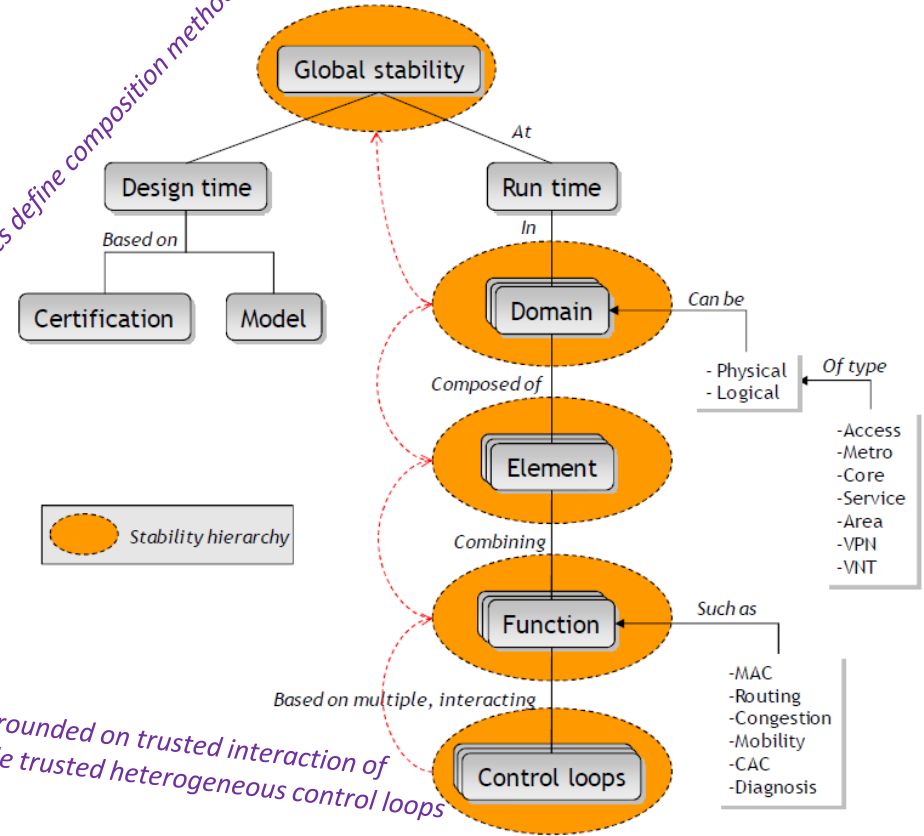 define composition
Global stability
At
Design time
Run time
Based on
In
Certification
Model
Domain
Can be
- Physical
- Logical
Of type
-Access
-Metro
-Core
-Service
-Area
-VPN
-VNT
Composed of
Element
Stability hierarchy
Combining
Function
Such as
-MAC
-Routing
-Congestion
-Mobility
-CAC
-Diagnosis
Based on multiple, interacting
Control loops
on trusted interaction of
trusted heterogeneous control loops